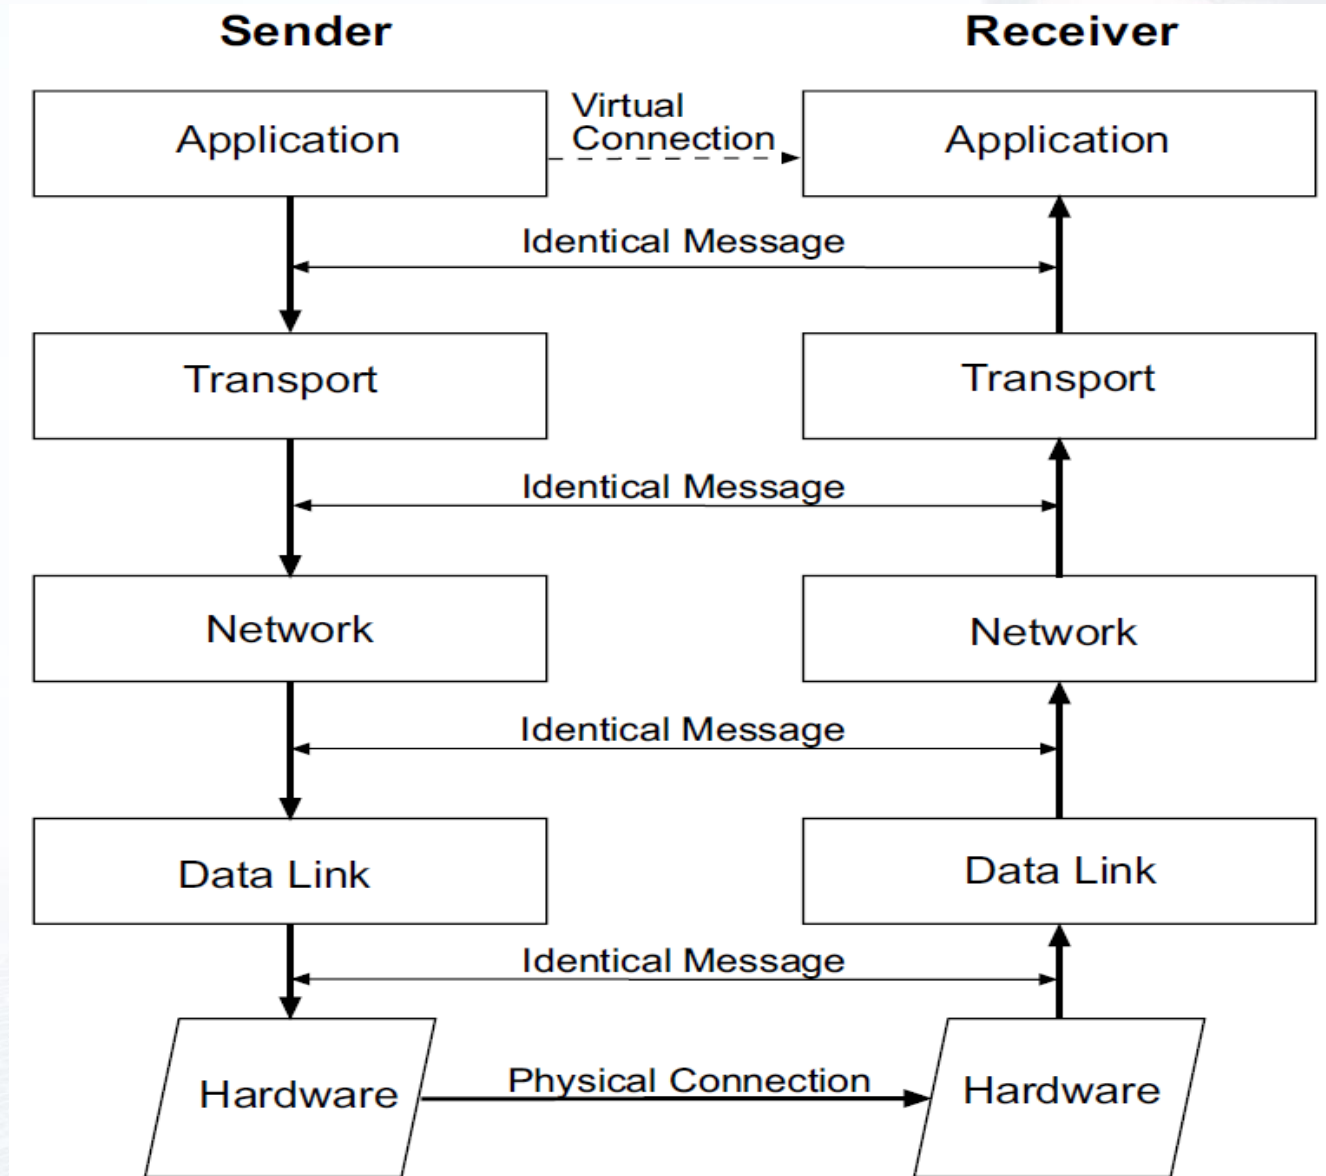 Sender
Receiver
Application
Virtual
Connection
Application
Identical Message
Transport
Transport
Identical Message
Network
Network
Identical Message
Data Link
Data Link
Identical Message
Hardware
Physical Connection
Hardware